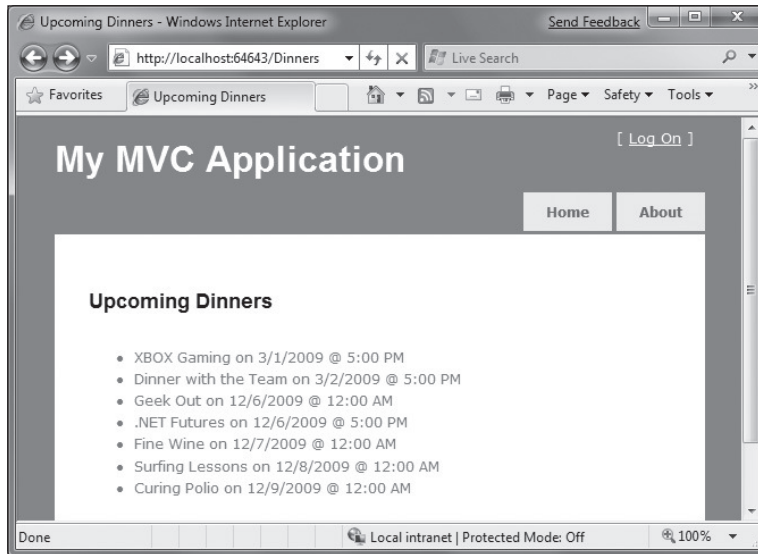 Upcoming Dinners - Windows Internet Explorer
Send Feedback
http://localhost:64643/Dinners
Live Search
Favorites
Upcoming Dinners
Page
Safety
Tools
[ Log On ]
My MVC Application
Home
About
Upcoming Dinners
• XBOX Gaming on 3/1/2009 @ 5:00 PM
• Dinner with the Team on 3/2/2009 @ 5:00 PM
• Geek Out on 12/6/2009 @ 12:00 AM
• .NET Futures on 12/6/2009 @ 5:00 PM
• Fine Wine on 12/7/2009 @ 12:00 AM
• Surfing Lessons on 12/8/2009 @ 12:00 AM
• Curing Polio on 12/9/2009 @ 12:00 AM
Done
Local intranet | Protected Mode: Off
100%